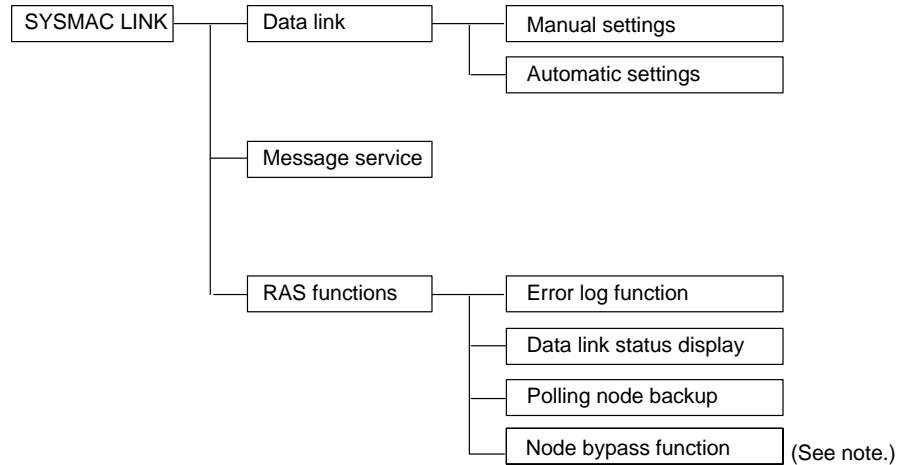 SYSMAC LINK
Data link
Manual settings
Automatic settings
Message service
RAS functions
Error log function
Data link status display
Polling node backup
Node bypass function
(See note.)